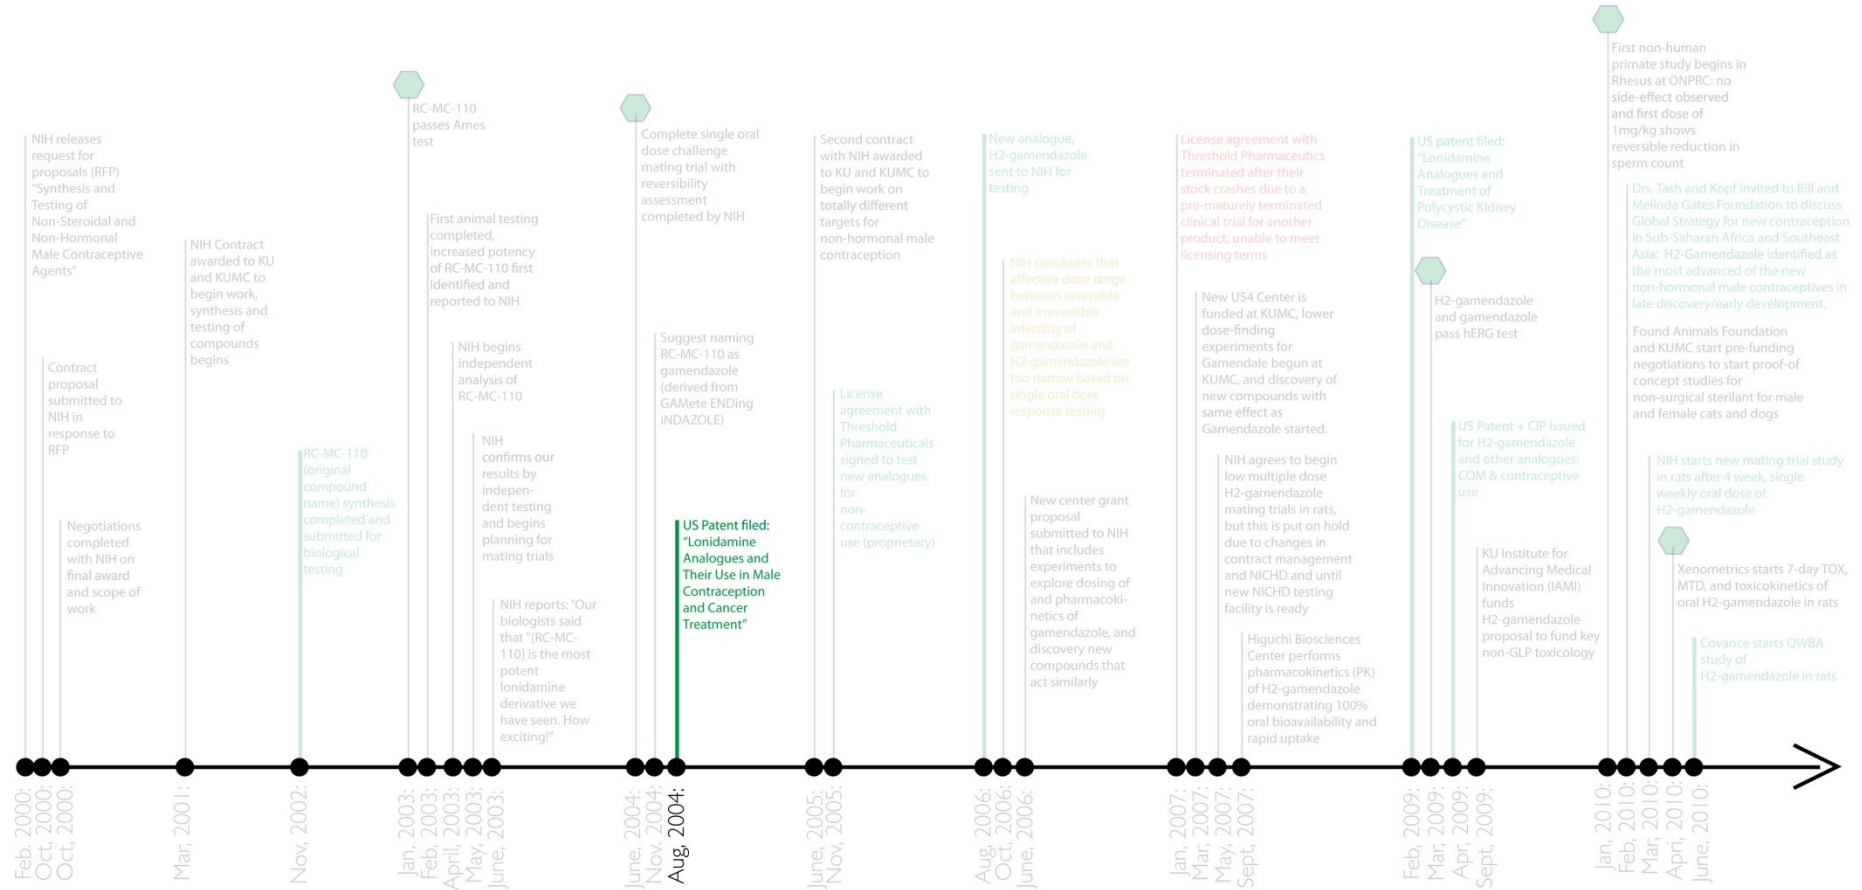 NIH releases
request for
proposals (RFP)
“Synthesis and
Testing of
Non-Steroidal and
Non-Hormonal
Male Contraceptive
Agents”
Contract
proposal
submitted to
NIH in
response to
RFP
Negotiations
completed
with NIH on
final award
and scope of
work
NIH Contract
awarded to KU
and KUMC to
begin work,
synthesis and
testing of
compounds
begins
RC-MC-110
(original
compound
name) synthesis
completed and
submitted for
biological
testing
RC-MC-110
passes Ames
test
First animal testing
completed,
increased potency
of RC-MC-110 first
identified and
reported to NIH
NIH begins
independent
analysis of
RC-MC-110
NIH
confirms our
results by
indepen-
dent testing
and begins
planning for
mating trials
NIH reports: “Our
biologists said
that “[RC-MC-
110] is the most
potent
lonidamine
derivative we
have seen. How
exciting!”
Complete single oral
dose challenge
mating trial with
reversibility
assessment
completed by NIH
Suggest naming
RC-MC-110 as
gamendazole
(derived from
GAMete ENDing
iNDAZOLE)
US Patent filed:
“Lonidamine
Analogues and
Their Use in Male
Contraception
and Cancer
Treatment”
Second contract
with NIH awarded
to KU and KUMC to
begin work on
totally different
targets for
non-hormonal male
contraception
License
agreement with
Threshold
Pharmaceuticals
signed to test
new analogues
for
non-
contraceptive
use (proprietary)
New analogue,
H2-gamendazole
sent to NIH for
testing
NIH concludes that
effective dose range
between reversible
and irreversible
infertility of
gamendazole and
H2-gamendazole are
too narrow based on
single oral dose
response testing
New center grant
proposal
submitted to NIH
that includes
experiments to
explore dosing of
and pharmacoki-
netics of
gamendazole, and
discovery new
compounds that
act similarly
License agreement with
Threshold Pharmaceutics
terminated after their
stock crashes due to a
pre-maturely terminated
clinical trial for another
product, unable to meet
licensing terms
New U54 Center is
funded at KUMC, lower
dose-finding
experiments for
Gamendale begun at
KUMC, and discovery of
new compounds with
same effect as
Gamendazole started.
NIH agrees to begin
low multiple dose
H2-gamendazole
mating trials in rats,
but this is put on hold
due to changes in
contract management
and NICHD and until
new NICHD testing
facility is ready
Higuchi Biosciences
Center performs
pharmacokinetics (PK)
of H2-gamendazole
demonstrating 100%
oral bioavailability and
rapid uptake
US patent filed:
“Lonidamine
Analogues and
Treatment of
Polycystic Kidney
Disease”
H2-gamendazole
and gamendazole
pass hERG test
US Patent + CIP issued
for H2-gamendazole
and other analogues:
COM & contraceptive
use
KU Institute for
Advancing Medical
Innovation (IAMI)
funds
H2-gamendazole
proposal to fund key
non-GLP toxicology
First non-human
primate study begins in
Rhesus at ONPRC: no
side-effect observed
and first dose of
1mg/kg shows
reversible reduction in
sperm count
Drs. Tash and Kopf invited to Bill and
Melinda Gates Foundation to discuss
Global Strategy for new contraception
in Sub-Saharan Africa and Southeast
Asia: H2-Gamendazole identified as
the most advanced of the new
non-hormonal male contraceptives in
late discovery/early development.
Found Animals Foundation
and KUMC start pre-funding
negotiations to start proof-of
concept studies for
non-surgical sterilant for male
and female cats and dogs
NIH starts new mating trial study
in rats after 4 week, single
weekly oral dose of
H2-gamendazole
Xenometrics starts 7-day TOX,
MTD, and toxicokinetics of
oral H2-gamendazole in rats
Covance starts QWBA
study of
H2-gamendazole in rats
Feb. 2000:
Oct, 2000:
Oct, 2000:
Mar, 2001:
Nov, 2002:
Jan, 2003:
Feb, 2003:
April, 2003:
May, 2003:
June, 2003:
June, 2004:
Nov. 2004:
Aug, 2004:
June, 2005:
Nov, 2005:
Aug, 2006:
Oct, 2006:
June, 2006:
Jan, 2007:
Mar, 2007:
May, 2007:
Sept, 2007:
Feb, 2009:
Mar, 2009:
Apr, 2009:
Sept, 2009:
Jan, 2010:
Feb, 2010:
Mar, 2010:
Apri, 2010:
June, 2010: